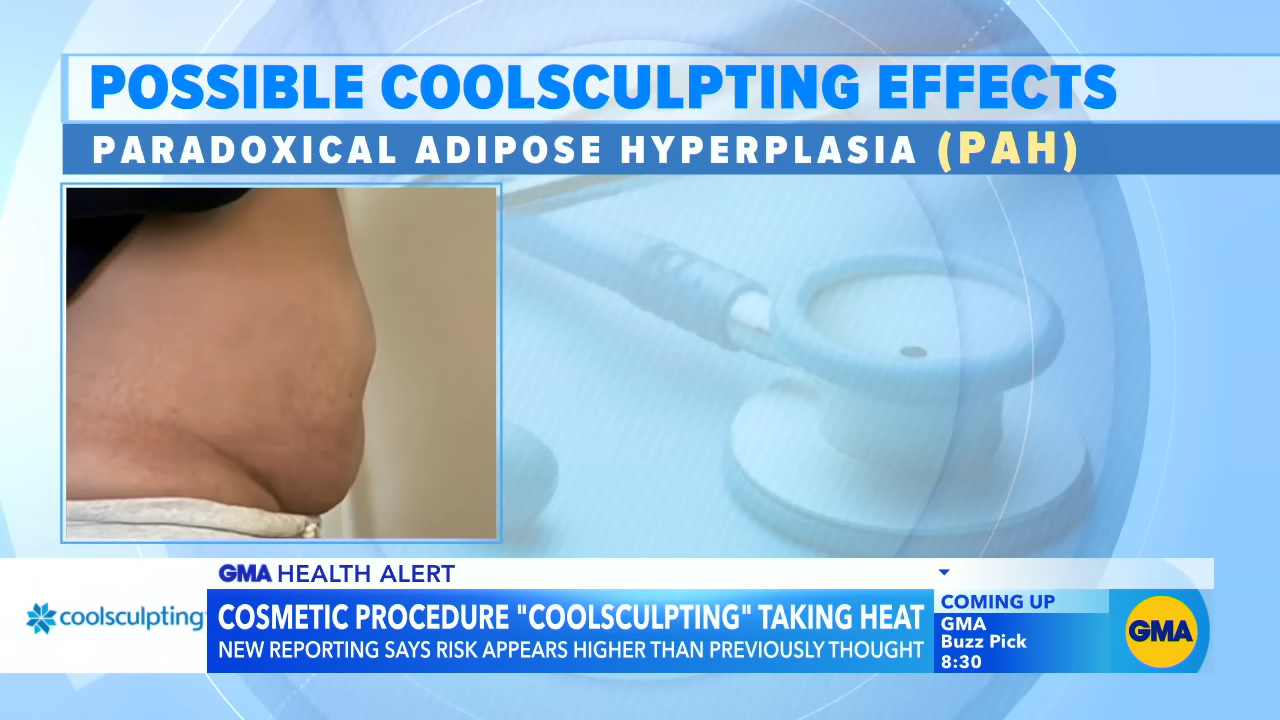 POSSIBLE COOLSCULPTING EFFECTS
PARADOXICAL ADIPOSE HYPERPLASIA (PAH)
GMA HEALTH ALERT
coolsculpting
COSMETIC PROCEDURE "COOLSCULPTING" TAKING HEAT
NEW REPORTING SAYS RISK APPEARS HIGHER THAN PREVIOUSLY THOUGHT
COMING UP
GMA
Buzz Pick
8:30
GMA